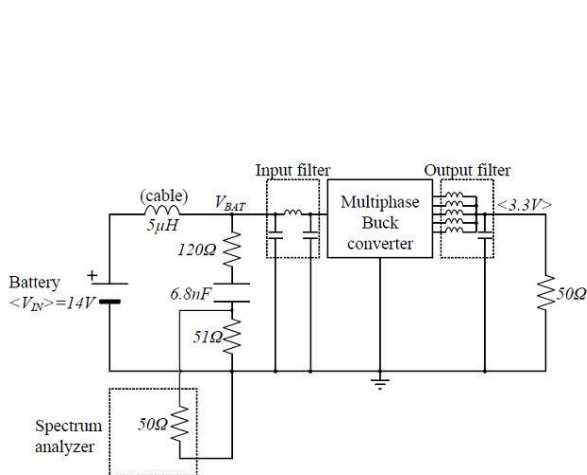 Input filter
Output filter
(cable)
5μH
V_BAT
Multiphase
Buck
converter
<3.3V>
120Ω
Battery
<V_IN>=14V
+
6.8nF
50Ω
51Ω
Spectrum
analyzer
50Ω